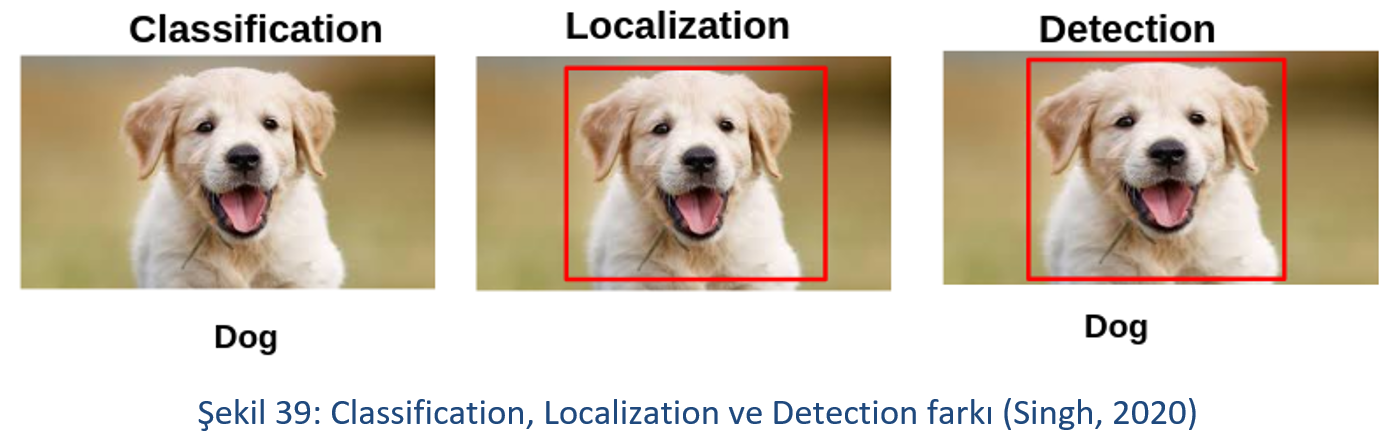 Classification
Localization
Detection
Dog
Dog
Şekil 39: Classification, Localization ve Detection farkı (Singh, 2020)